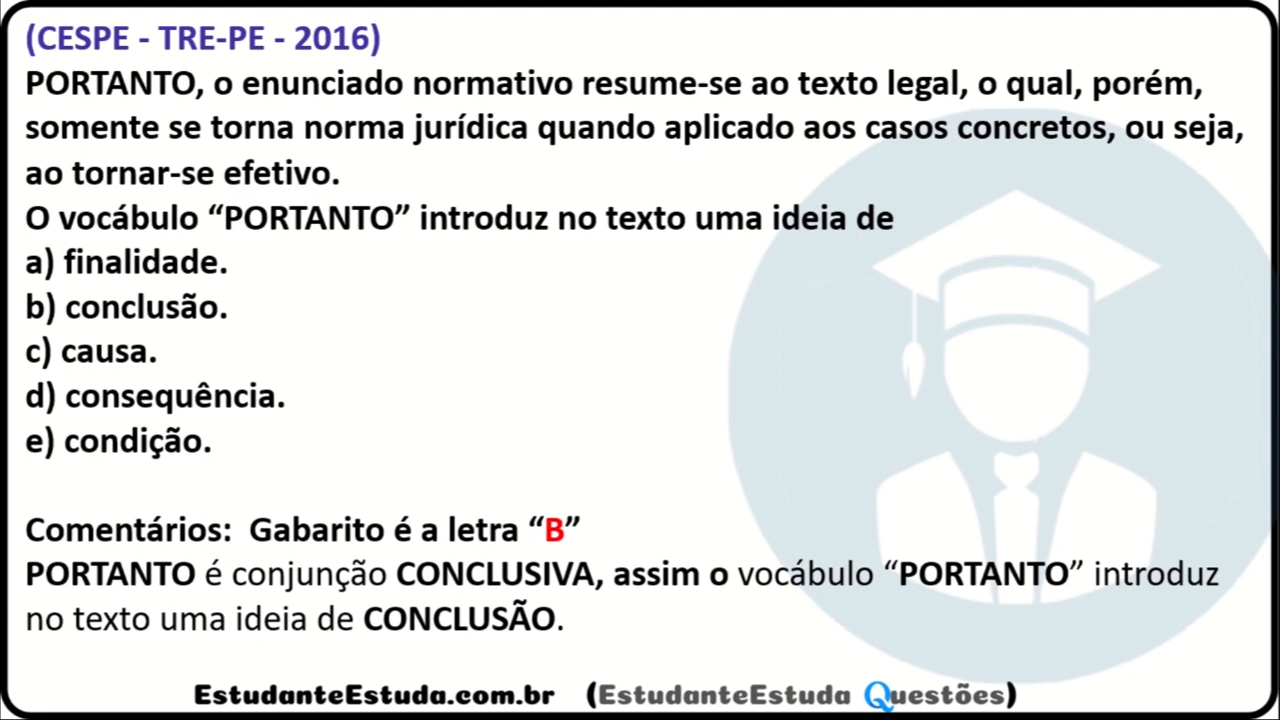 (CESPE - TRE-PE - 2016)
PORTANTO, o enunciado normativo resume-se ao texto legal, o qual, porém,
somente se torna norma jurídica quando aplicado aos casos concretos, ou seja,
ao tornar-se efetivo.
O vocábulo “PORTANTO” introduz no texto uma ideia de
a) finalidade.
b) conclusão.
c) causa.
d) consequência.
e) condição.
Comentários:  Gabarito é a letra “B”
PORTANTO é conjunção CONCLUSIVA, assim o vocábulo “PORTANTO” introduz
no texto uma ideia de CONCLUSÃO.
EstudanteEstuda.com.br (EstudanteEstuda Questões)